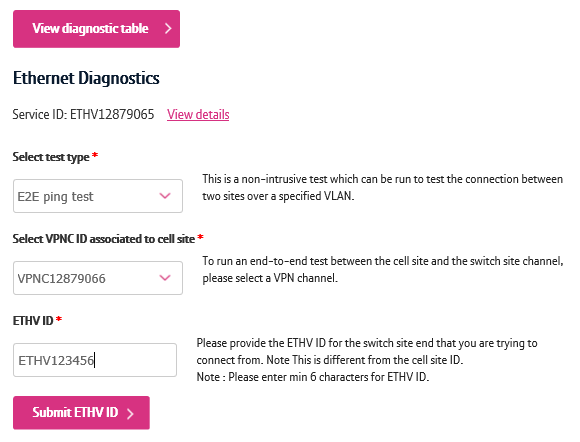 View diagnostic table
Ethernet Diagnostics
Service ID: ETHV12879065 View details
Select test type *
E2E ping test
This is a non-intrusive test which can be run to test the connection between
two sites over a specified VLAN.
Select VPNC ID associated to cell site *
VPNC12879066
To run an end-to-end test between the cell site and the switch site channel,
please select a VPN channel.
ETHV ID *
ETHV123456
Please provide the ETHV ID for the switch site end that you are trying to
connect from. Note This is different from the cell site ID.
Note : Please enter min 6 characters for ETHV ID.
Submit ETHV ID